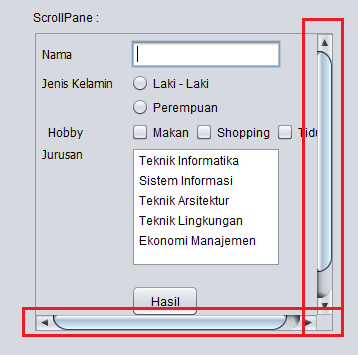 ScrollPane :
Nama
Jenis Kelamin Laki - Laki
Perempuan
Hobby Makan Shopping
Jurusan Teknik Informatika
Sistem Informasi
Teknik Arsitektur
Teknik Lingkungan
Ekonomi Manajemen
Hasil